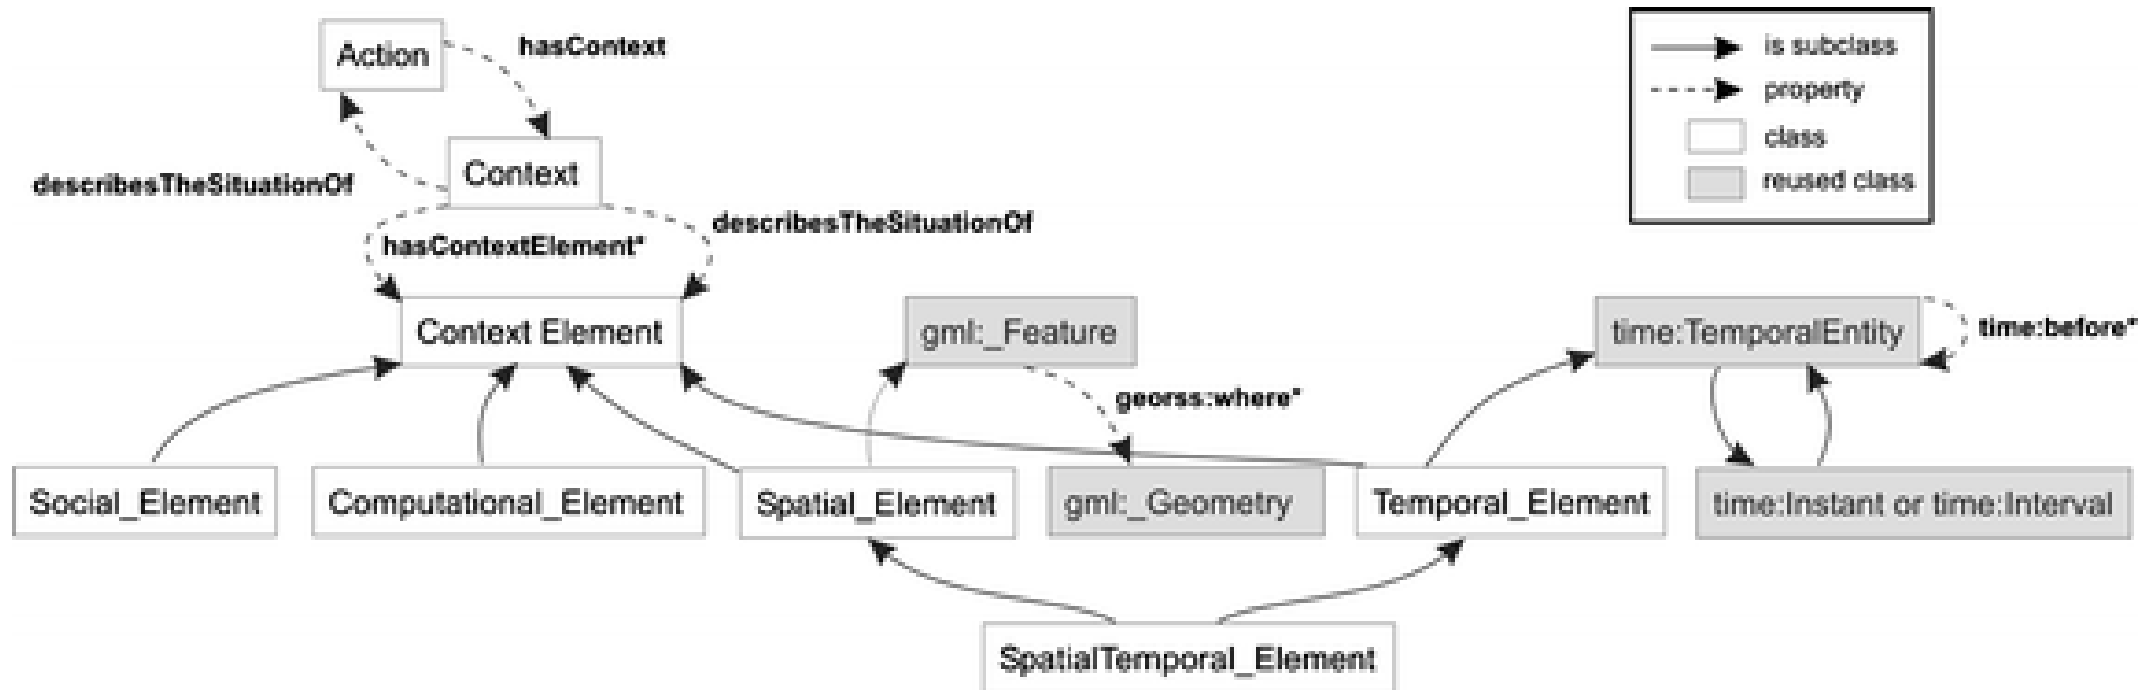 Action
hasContext
is subclass
property
class
reused class
Context
describesTheSituationOf
describesTheSituationOf
hasContextElement*
Context Element
gml:_Feature
time:TemporalEntity
time:before*
georss:where*
Social_Element
Computational_Element
Spatial_Element
gml:_Geometry
Temporal_Element
time:Instant or time:Interval
SpatialTemporal_Element